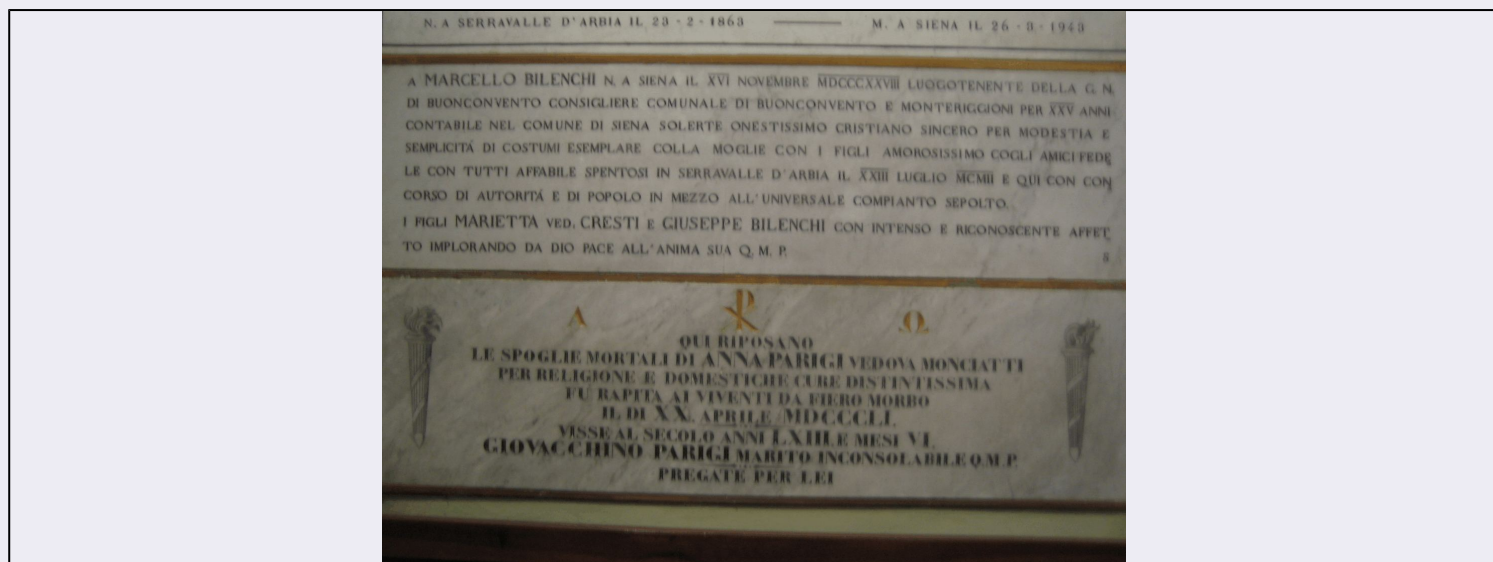 N. A SERRAVALLE D'ARBIA IL 23 - 2 - 1863 —— M. A SIENA IL 26 - 3 - 1943
A MARCELLO BILENCHI N. A SIENA IL XVI NOVEMBRE MDCCCXXVIII LUOGOTENENTE DELLA G. N.
DI BUONCONVENTO CONSIGLIERE COMUNALE DI BUONCONVENTO E MONTERIGGIONI PER XXV ANNI
CONTABILE NEL COMUNE DI SIENA SOLERTE ONESTISSIMO CRISTIANO SINCERO PER MODESTIA E
SEMPLICITÁ DI COSTUMI ESEMPLARE COLLA MOGLIE CON I FIGLI AMOROSISSIMO COGLI AMICI FEDE
LE CON TUTTI AFFABILE SPENTOSI IN SERRAVALLE D'ARBIA IL XXIII LUGLIO MCMII E QUI CON CON
CORSO DI AUTORITÁ E DI POPOLO IN MEZZO ALL'UNIVERSALE COMPIANTO SEPOLTO.
I FIGLI MARIETTA VED. CRESTI E GIUSEPPE BILENCHI CON INTENSO E RICONOSCENTE AFFET
TO IMPLORANDO DA DIO PACE ALL'ANIMA SUA Q. M. P.
8
Α ☧ Ω
QUI RIPOSANO
LE SPOGLIE MORTALI DI ANNA PARIGI VEDOVA MONCIATTI
PER RELIGIONE E DOMESTICHE CURE DISTINTISSIMA
FU RAPITA AI VIVENTI DA FIERO MORBO
IL DI XX. APRILE MDCCCLI.
VISSE AL SECOLO ANNI LXIII. E MESI VI.
GIOVACCHINO PARIGI MARITO INCONSOLABILE Q.M.P.
PREGATE PER LEI